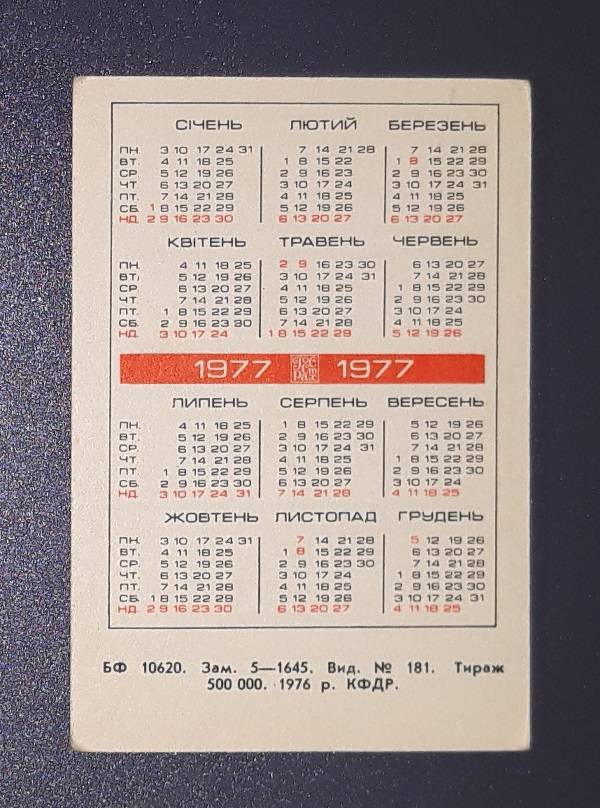 СІЧЕНЬ ЛЮТИЙ БЕРЕЗЕНЬ
ПН. 3 10 17 24 31 7 14 21 28 7 14 21 28
ВТ. 4 11 18 25 1 8 15 22 1 8 15 22 29
СР. 5 12 19 26 2 9 16 23 2 9 16 23 30
ЧТ. 6 13 20 27 3 10 17 24 3 10 17 24 31
ПТ. 7 14 21 28 4 11 18 25 4 11 18 25
СБ. 1 8 15 22 29 5 12 19 26 5 12 19 26
НД. 2 9 16 23 30 6 13 20 27 6 13 20 27
КВІТЕНЬ ТРАВЕНЬ ЧЕРВЕНЬ
ПН. 4 11 18 25 2 9 16 23 30 6 13 20 27
ВТ. 5 12 19 26 3 10 17 24 31 7 14 21 28
СР. 6 13 20 27 4 11 18 25 1 8 15 22 29
ЧТ. 7 14 21 28 5 12 19 26 2 9 16 23 30
ПТ. 1 8 15 22 29 6 13 20 27 3 10 17 24
СБ. 2 9 16 23 30 7 14 21 28 4 11 18 25
НД. 3 10 17 24 1 8 15 22 29 5 12 19 26
1977 ДЕРЖСТРАХ 1977
ЛИПЕНЬ СЕРПЕНЬ ВЕРЕСЕНЬ
ПН. 4 11 18 25 1 8 15 22 29 5 12 19 26
ВТ. 5 12 19 26 2 9 16 23 30 6 13 20 27
СР. 6 13 20 27 3 10 17 24 31 7 14 21 28
ЧТ. 7 14 21 28 4 11 18 25 1 8 15 22 29
ПТ. 1 8 15 22 29 5 12 19 26 2 9 16 23 30
СБ. 2 9 16 23 30 6 13 20 27 3 10 17 24
НД. 3 10 17 24 31 7 14 21 28 4 11 18 25
ЖОВТЕНЬ ЛИСТОПАД ГРУДЕНЬ
ПН. 3 10 17 24 31 7 14 21 28 5 12 19 26
ВТ. 4 11 18 25 1 8 15 22 29 6 13 20 27
СР. 5 12 19 26 2 9 16 23 30 7 14 21 28
ЧТ. 6 13 20 27 3 10 17 24 1 8 15 22 29
ПТ. 7 14 21 28 4 11 18 25 2 9 16 23 30
СБ. 1 8 15 22 29 5 12 19 26 3 10 17 24 31
НД. 2 9 16 23 30 6 13 20 27 4 11 18 25
БФ 10620. Зам. 5—1645. Вид. № 181. Тираж
500 000. 1976 р. КФДР.